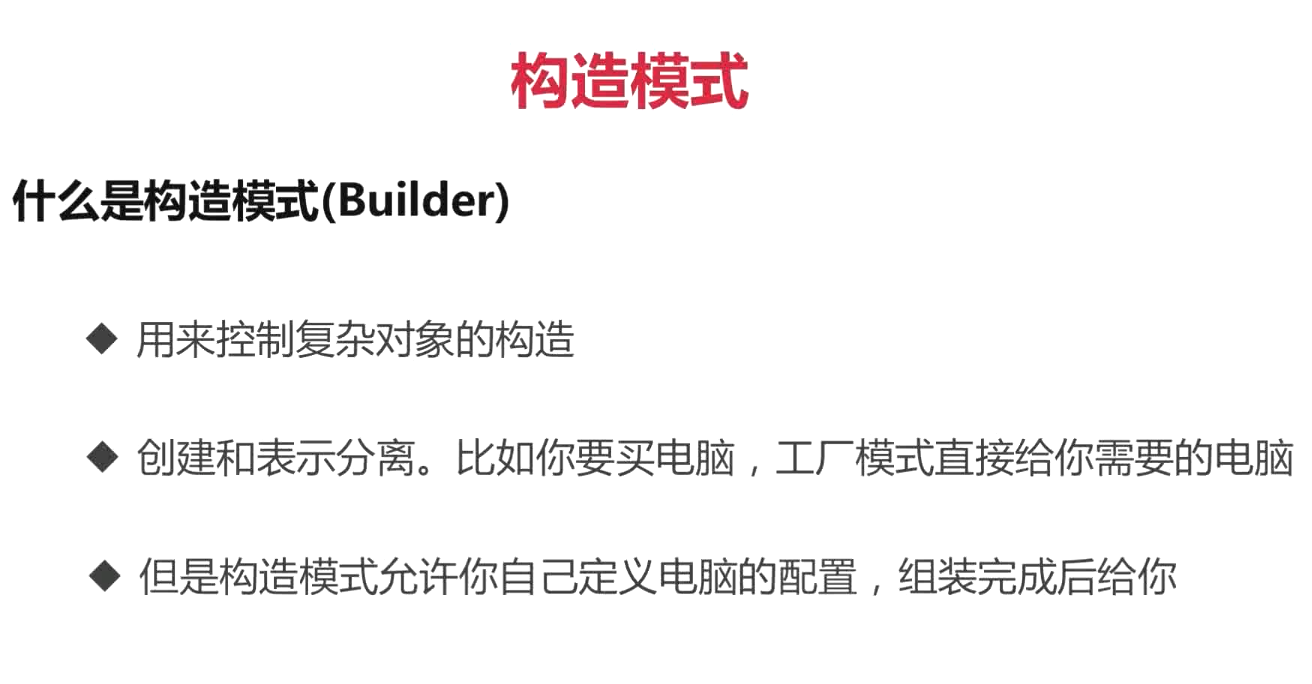 构造模式
什么是构造模式(Builder)
◆ 用来控制复杂对象的构造
◆ 创建和表示分离。比如你要买电脑，工厂模式直接给你需要的电脑
◆ 但是构造模式允许你自己定义电脑的配置，组装完成后给你